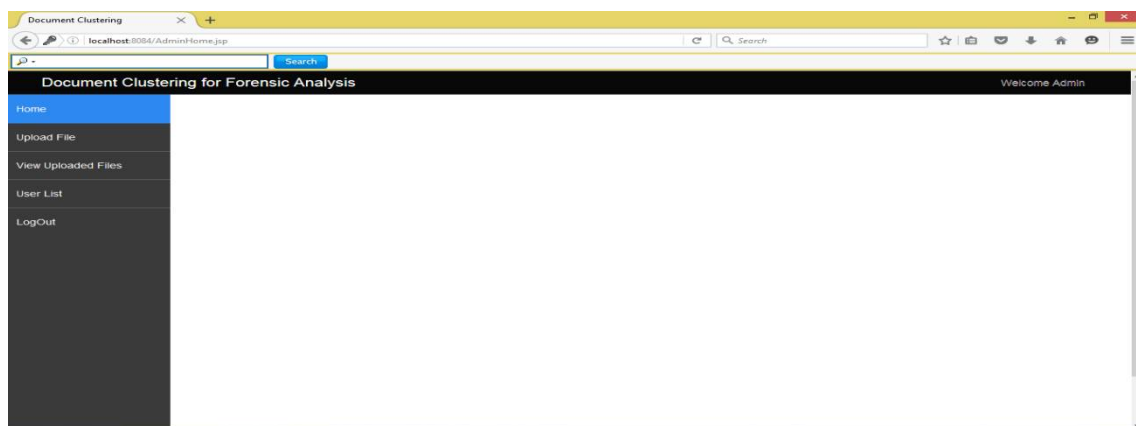 Document Clustering
localhost:8084/AdminHome.jsp
Search
Search
Document Clustering for Forensic Analysis
Welcome Admin
Home
Upload File
View Uploaded Files
User List
LogOut